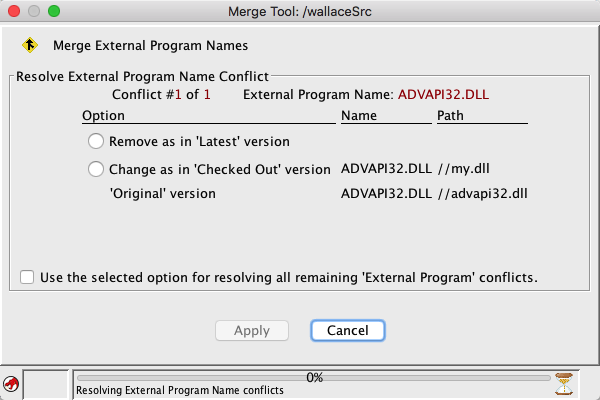 Merge Tool: /wallaceSrc
Merge External Program Names
Resolve External Program Name Conflict
Conflict #1 of 1 External Program Name: ADVAPI32.DLL
Option Name Path
Remove as in 'Latest' version
Change as in 'Checked Out' version ADVAPI32.DLL //my.dll
'Original' version ADVAPI32.DLL //advapi32.dll
Use the selected option for resolving all remaining 'External Program' conflicts.
Apply Cancel
0%
Resolving External Program Name conflicts